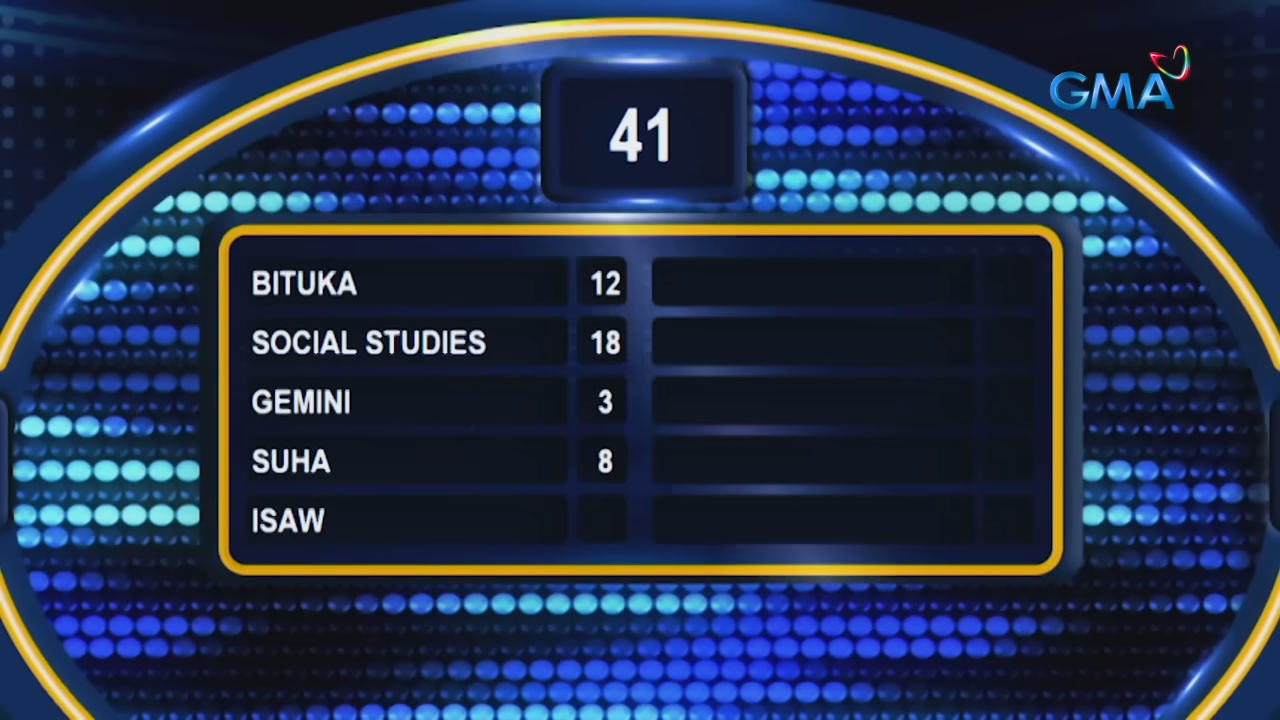 GMA
41
BITUKA 12
SOCIAL STUDIES 18
GEMINI 3
SUHA 8
ISAW